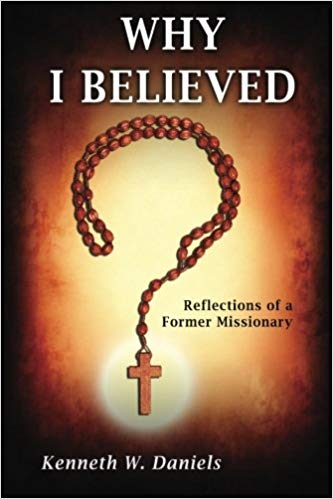 WHY
I BELIEVED
Reflections of a
Former Missionary
Kenneth W. Daniels